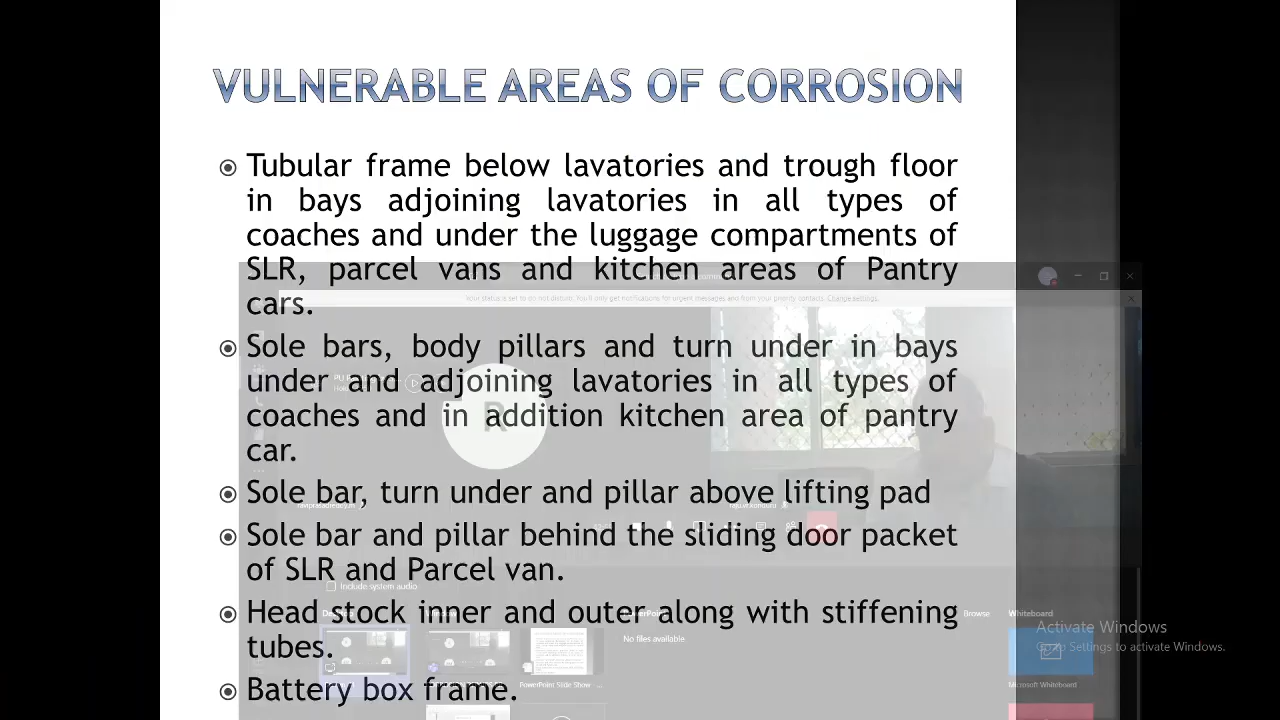 VULNERABLE AREAS OF CORROSION
Tubular frame below lavatories and trough floor
in bays adjoining lavatories in all types of
coaches and under the luggage compartments of
SLR, parcel vans and kitchen areas of Pantry
cars.
Your status is set to do not disturb. You'll only get notifications for urgent messages and from your priority contacts. Change settings.
Sole bars, body pillars and turn under in bays
under and adjoining lavatories in all types of
coaches and in addition kitchen area of pantry
car.
R
Sole bar, turn under and pillar above lifting pad
Sole bar and pillar behind the sliding door packet
of SLR and Parcel van.
Include system audio
Head stock inner and outer along with stiffening
tubes.
Browse
Whiteboard
No files available.
Activate Windows
Go to Settings to activate Windows.
PowerPoint Slide Show ...
Microsoft Whiteboard
Battery box frame.